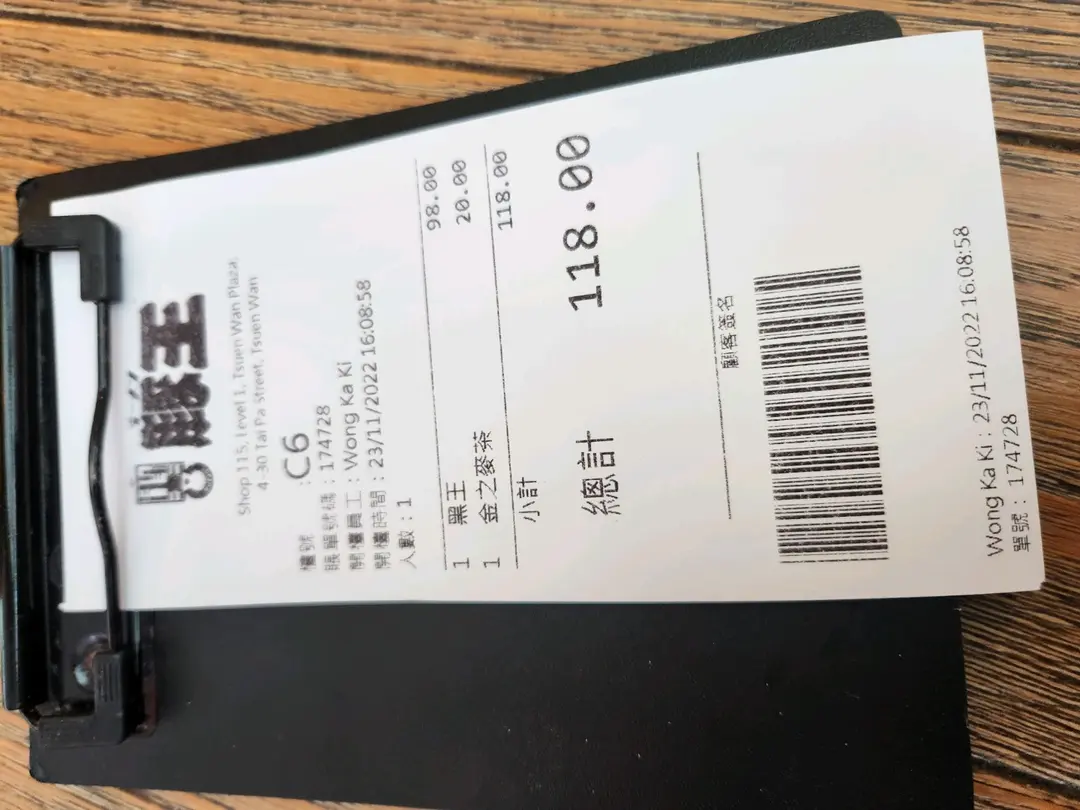 豚王
Shop 115, Level 1, Tsuen Wan Plaza,
4-30 Tai Pa street, Tsuen Wan
檯號 : C6
賬單號碼 : 174728
開檯員工 : Wong Ka Ki
開檯時間 : 23/11/2022 16:08:58
人數 : 1
1 黑王 98.00
1 金之麥茶 20.00
小計 118.00
總計 118.00
顧客簽名
Wong Ka Ki : 23/11/2022 16:08:58
單號 : 174728